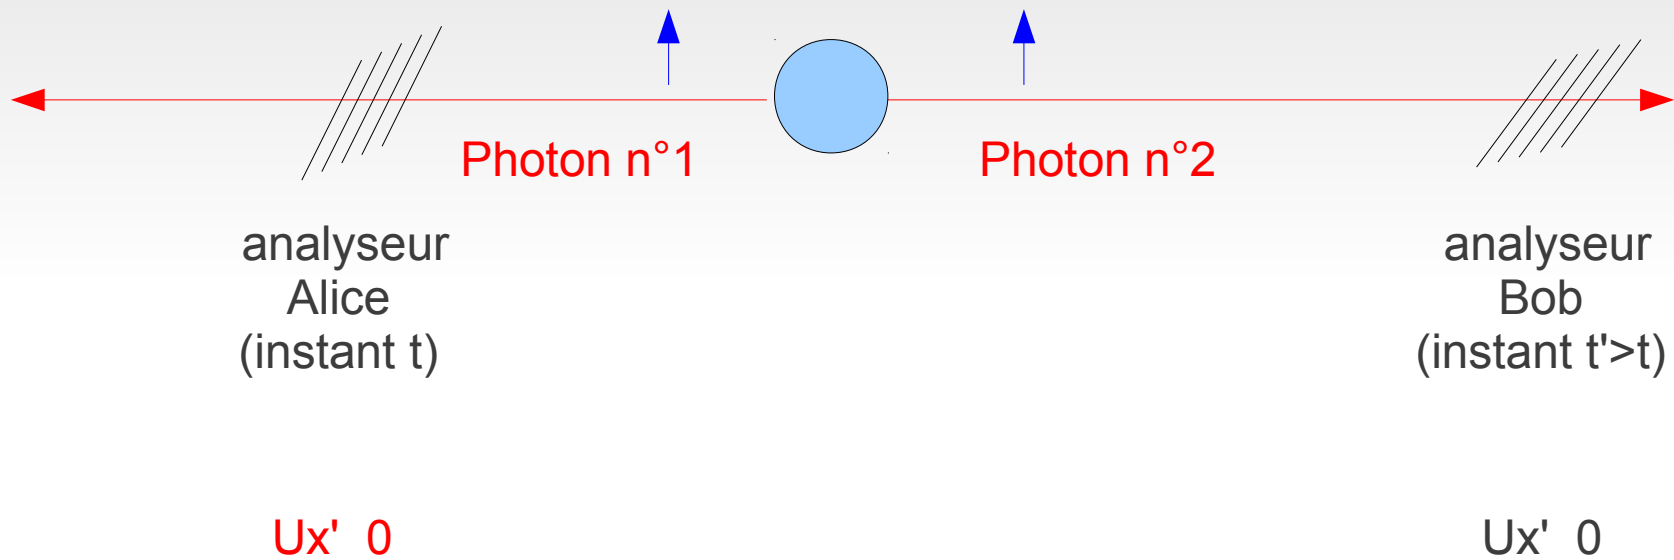 Photon n°1
Photon n°2
analyseur
Alice
(instant t)
analyseur
Bob
(instant t'>t)
Ux' 0
Ux' 0